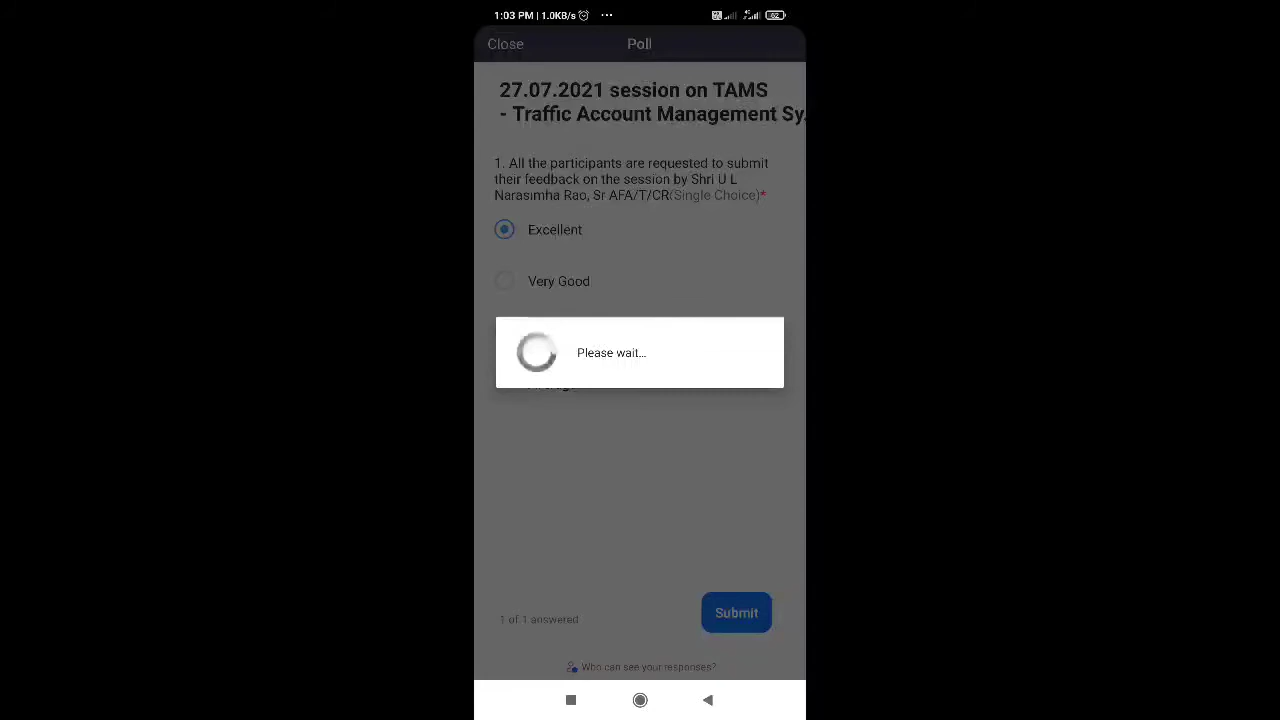 1:03 PM | 1.0KB/s
62
Close
Poll
27.07.2021 session on TAMS
- Traffic Account Management Sy.
1. All the participants are requested to submit
their feedback on the session by Shri U L
Narasimha Rao, Sr AFA/T/CR(Single Choice)*
Excellent
Very Good
Please wait...
1 of 1 answered
Submit
Who can see your responses?